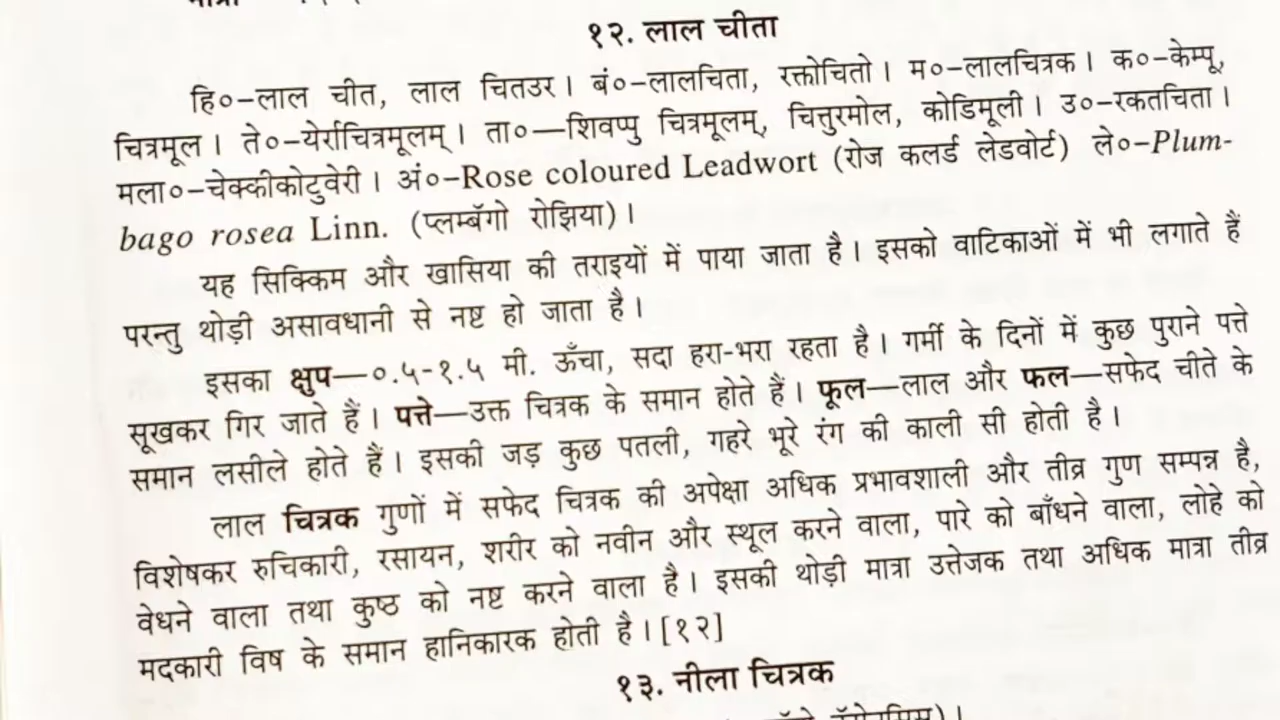 १२. लाल चीता
हि०–लाल चीत, लाल चितउर। बं०–लालचिता, रक्तोचितो। म०–लालचित्रक। क०–केम्पू,
चित्रमूल। ते०–येर्राचित्रमूलम्। ता०—शिवप्पु चित्रमूलम्, चित्तुरमोल, कोडिमूली। उ०–रकतचिता।
मला०–चेक्कीकोटुवेरी। अं०–Rose coloured Leadwort (रोज कलर्ड लेडवोर्ट) ले०–Plum-
bago rosea Linn. (प्लम्बॅगो रोझिया)।
यह सिक्किम और खासिया की तराइयों में पाया जाता है। इसको वाटिकाओं में भी लगाते हैं
परन्तु थोड़ी असावधानी से नष्ट हो जाता है।
इसका क्षुप—०.५-१.५ मी. ऊँचा, सदा हरा-भरा रहता है। गर्मी के दिनों में कुछ पुराने पत्ते
सूखकर गिर जाते हैं। पत्ते—उक्त चित्रक के समान होते हैं। फूल—लाल और फल—सफेद चीते के
समान लसीले होते हैं। इसकी जड़ कुछ पतली, गहरे भूरे रंग की काली सी होती है।
लाल चित्रक गुणों में सफेद चित्रक की अपेक्षा अधिक प्रभावशाली और तीव्र गुण सम्पन्न है,
विशेषकर रुचिकारी, रसायन, शरीर को नवीन और स्थूल करने वाला, पारे को बाँधने वाला, लोहे को
वेधने वाला तथा कुष्ठ को नष्ट करने वाला है। इसकी थोड़ी मात्रा उत्तेजक तथा अधिक मात्रा तीव्र
मदकारी विष के समान हानिकारक होती है।[१२]
१३. नीला चित्रक